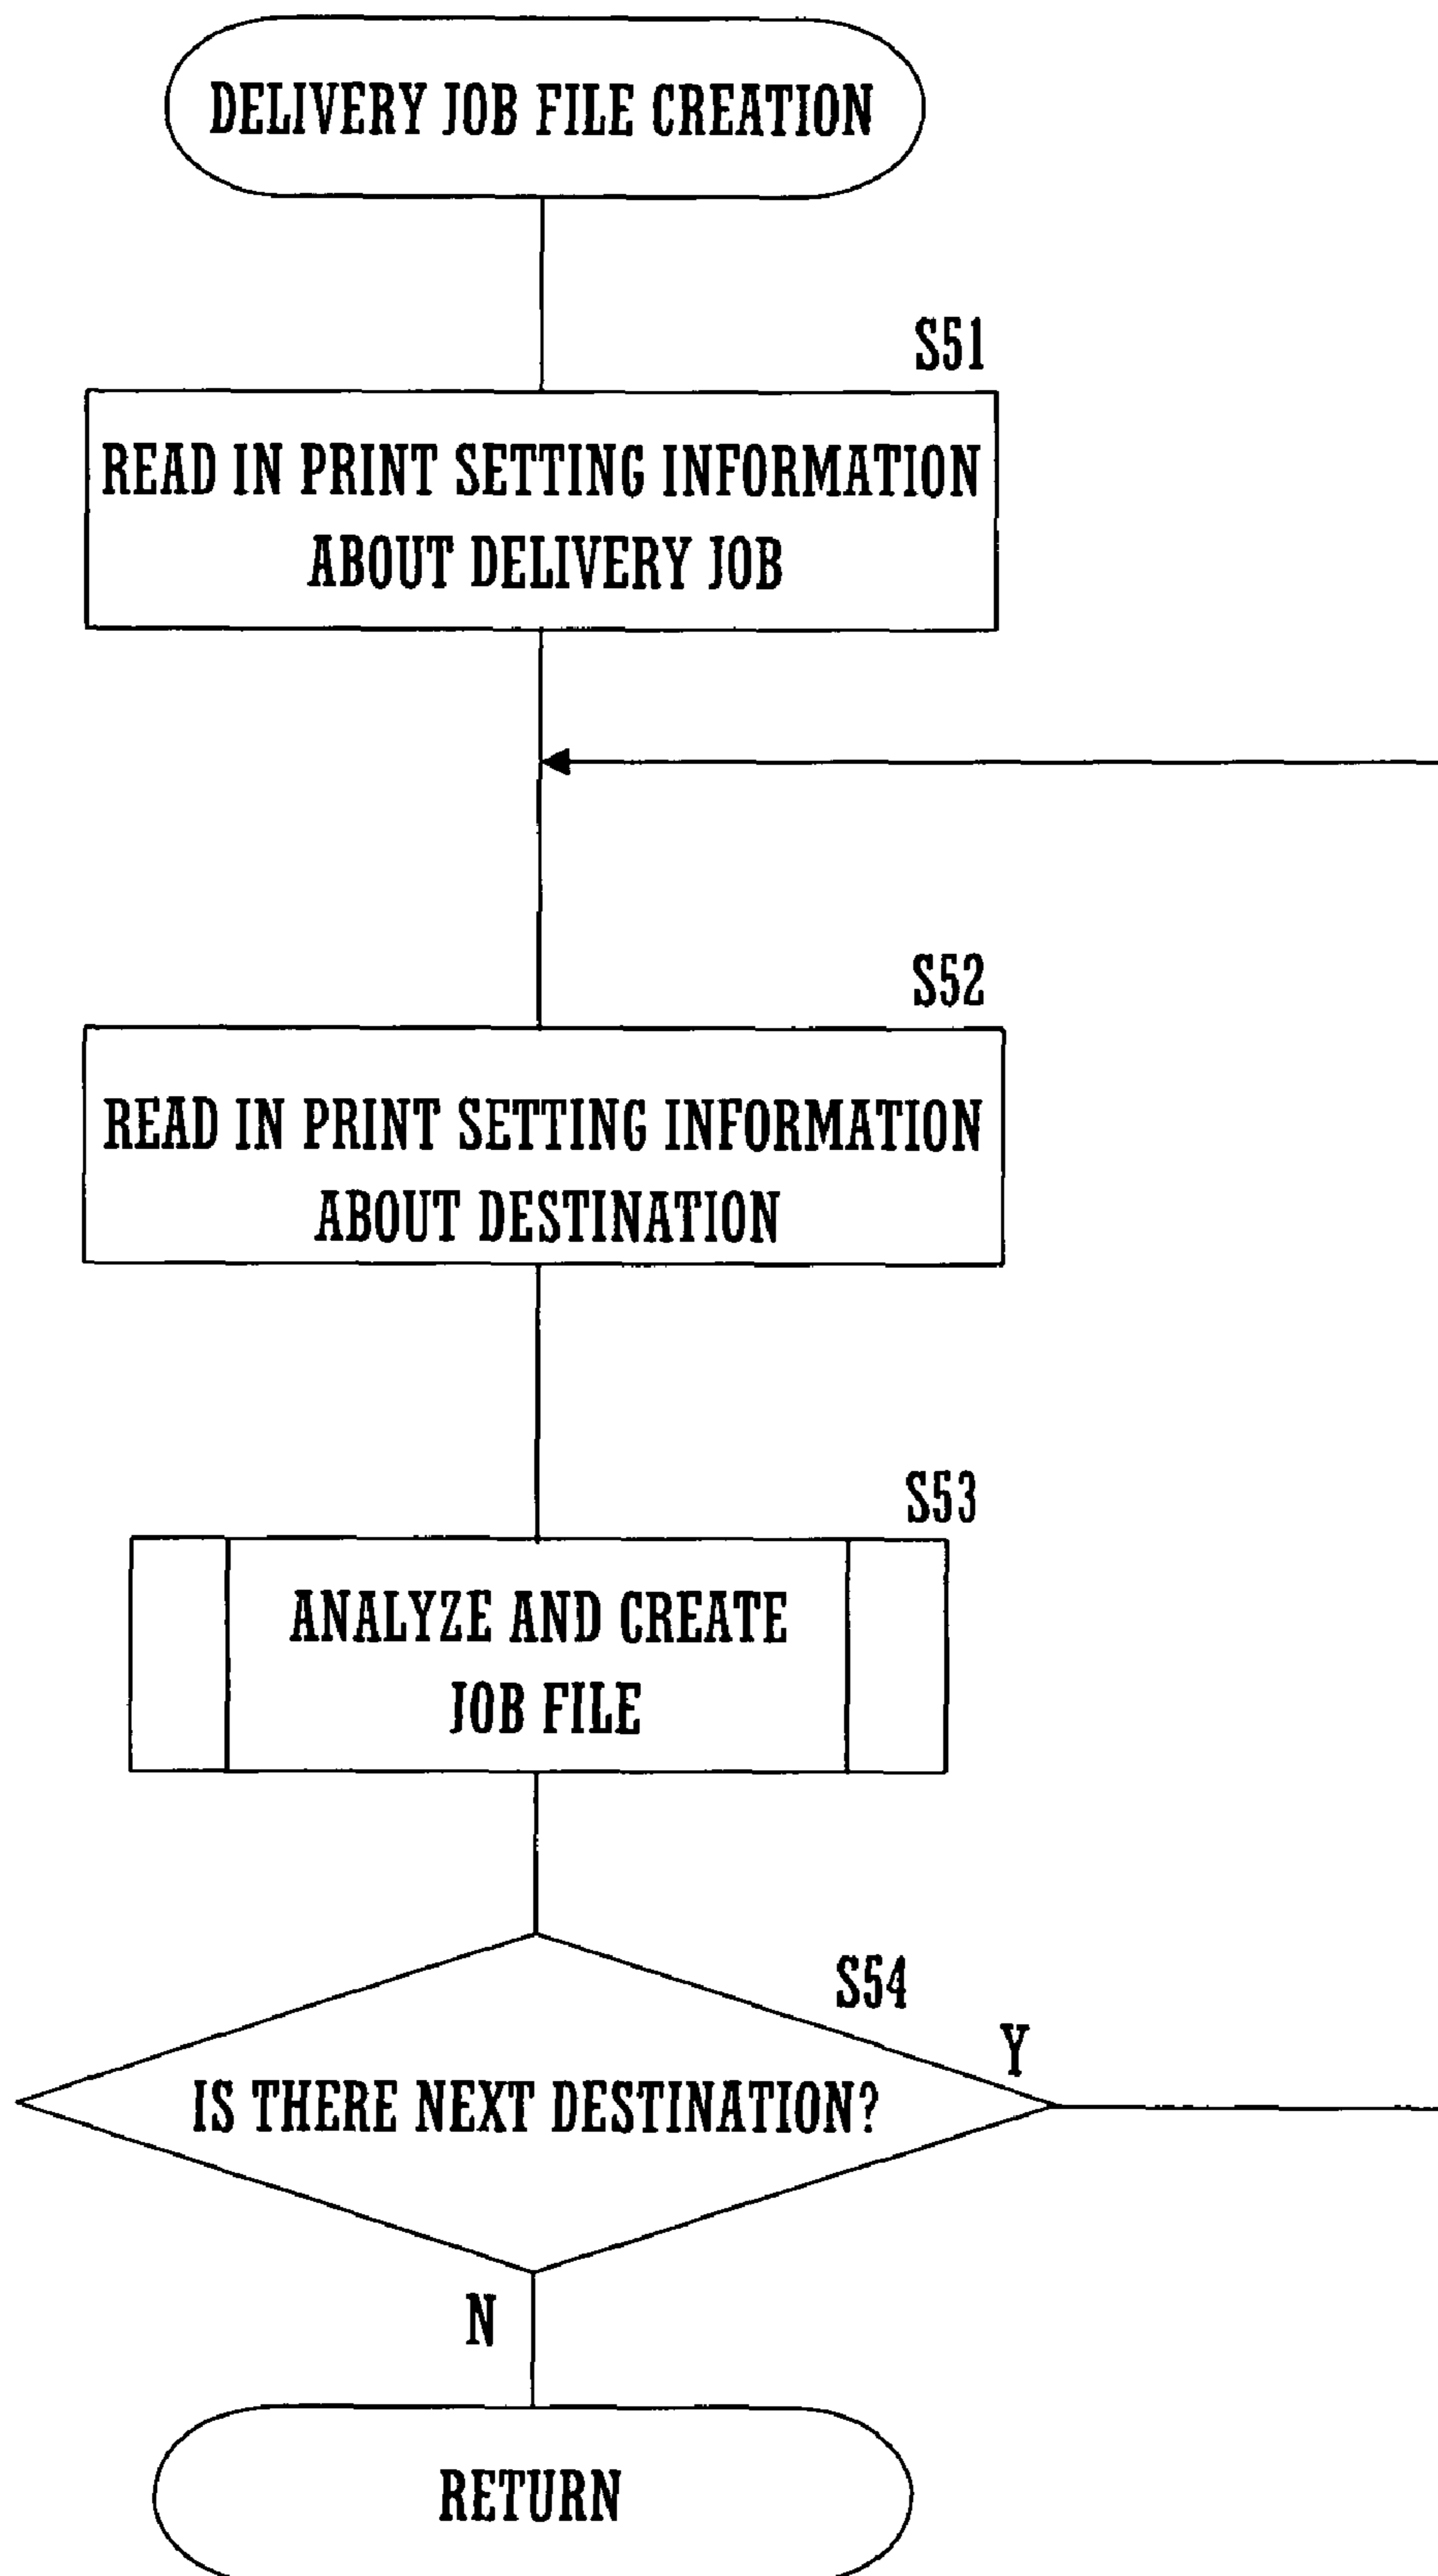 DELIVERY JOB FILE CREATION
S51
READ IN PRINT SETTING INFORMATION
ABOUT DELIVERY JOB
S52
READ IN PRINT SETTING INFORMATION
ABOUT DESTINATION
S53
ANALYZE AND CREATE
JOB FILE
S54
Y
IS THERE NEXT DESTINATION?
N
RETURN